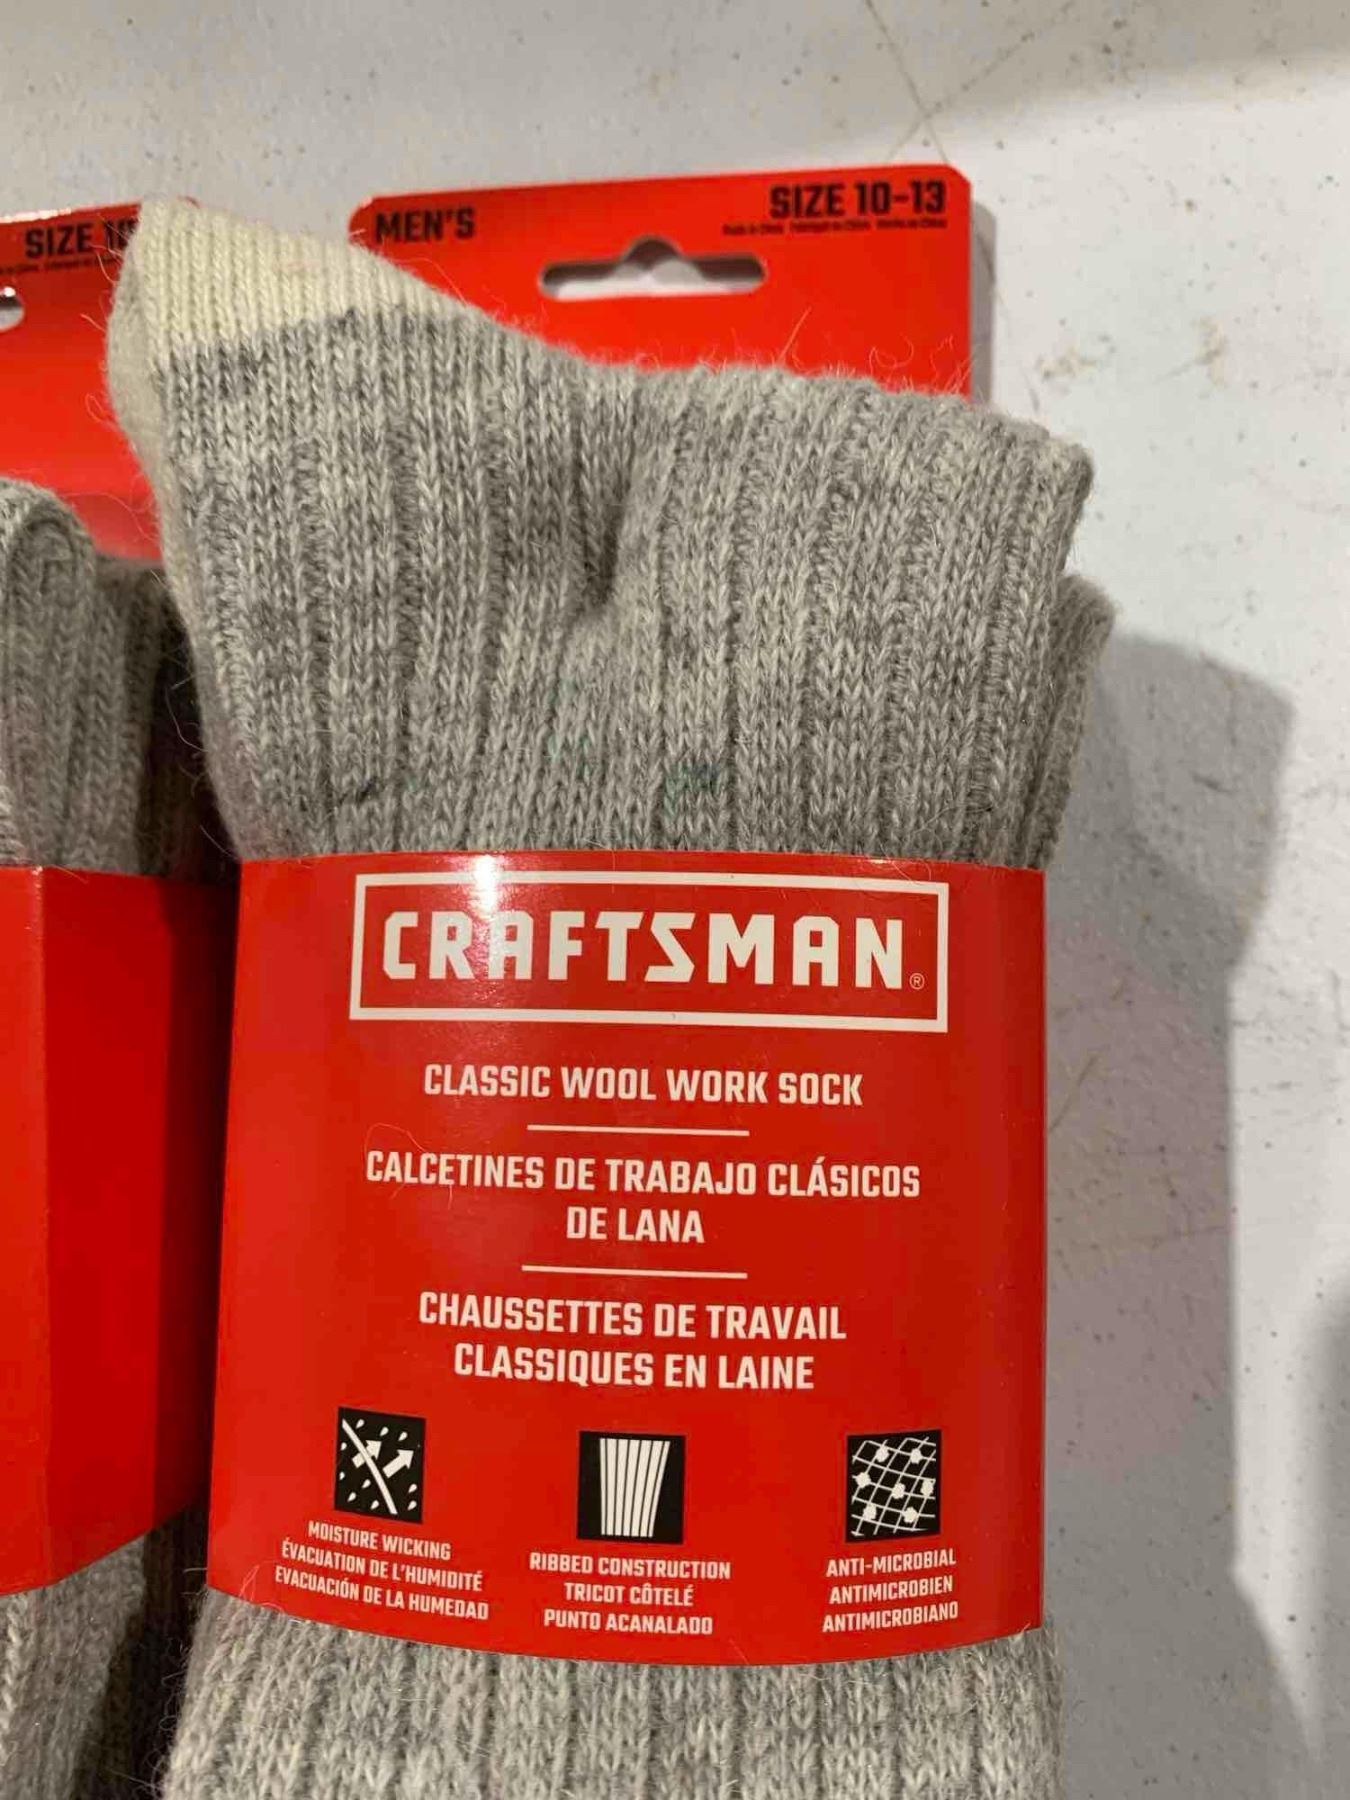 SIZE
MEN'S
SIZE 10-13
CRAFTSMAN®
CLASSIC WOOL WORK SOCK
CALCETINES DE TRABAJO CLÁSICOS
DE LANA
CHAUSSETTES DE TRAVAIL
CLASSIQUES EN LAINE
MOISTURE WICKING
ÉVACUATION DE L'HUMIDITÉ
EVACUACIÓN DE LA HUMEDAD
RIBBED CONSTRUCTION
TRICOT CÔTELÉ
PUNTO ACANALADO
ANTI-MICROBIAL
ANTIMICROBIEN
ANTIMICROBIANO